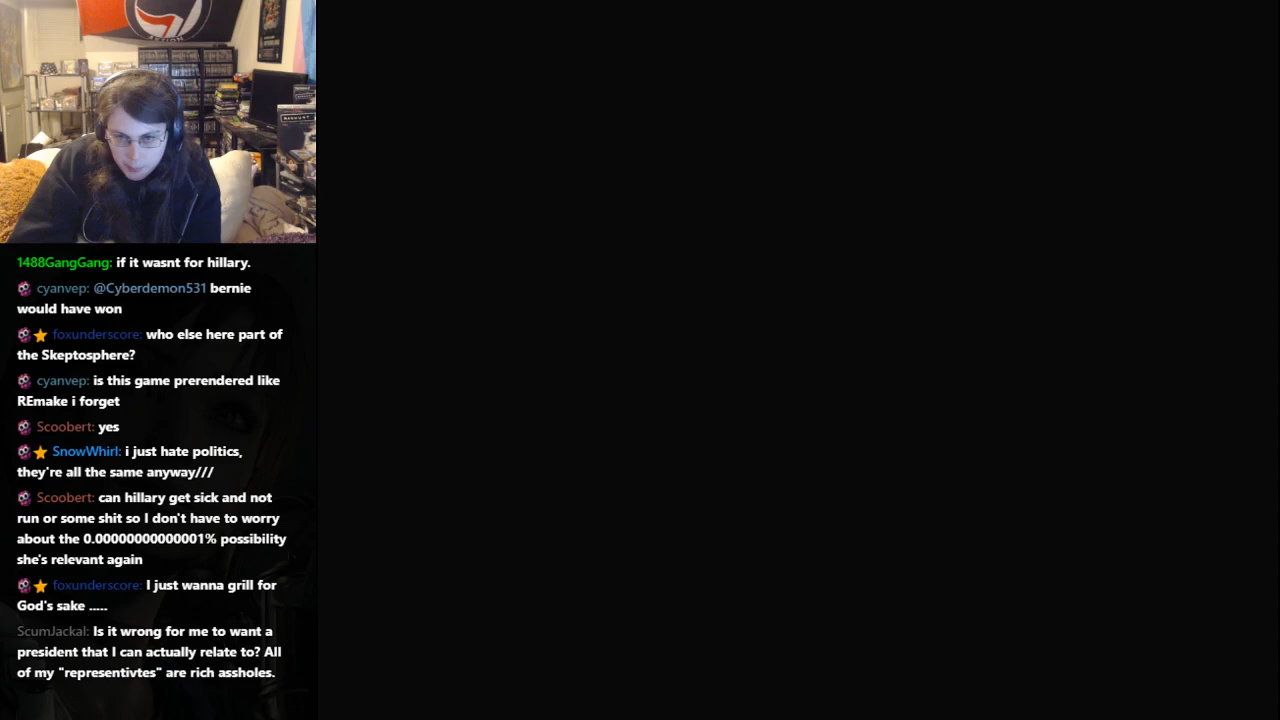 ACTION
MANHUNT
1488GangGang: if it wasnt for hillary.
cyanvep: @Cyberdemon531 bernie
would have won
foxunderscore: who else here part of
the Skeptosphere?
cyanvep: is this game prerendered like
REmake i forget
Scoobert: yes
SnowWhirl: i just hate politics,
they're all the same anyway///
Scoobert: can hillary get sick and not
run or some shit so I don't have to worry
about the 0.00000000000001% possibility
she's relevant again
foxunderscore: I just wanna grill for
God's sake .....
ScumJackal: Is it wrong for me to want a
president that I can actually relate to? All
of my "representivtes" are rich assholes.